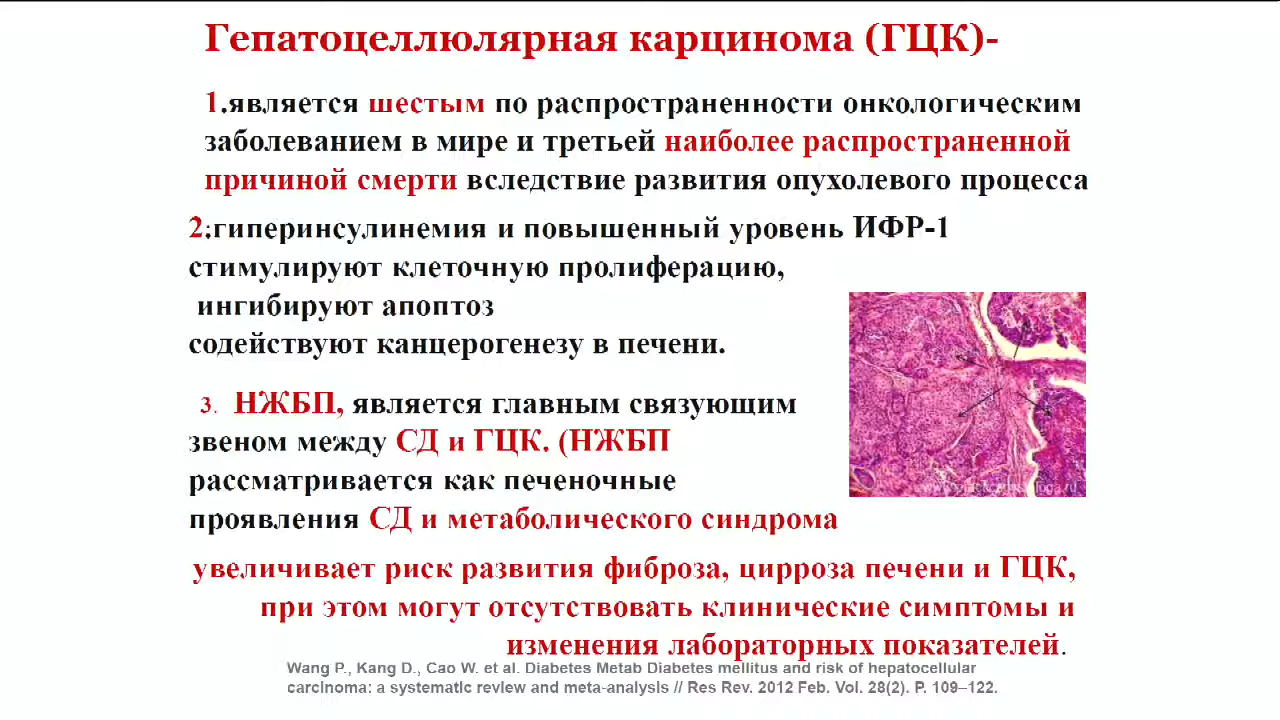 Гепатоцеллюлярная карцинома (ГЦК)-
1.является шестым по распространенности онкологическим
заболеванием в мире и третьей наиболее распространенной
причиной смерти вследствие развития опухолевого процесса
2.гиперинсулинемия и повышенный уровень ИФР-1
стимулируют клеточную пролиферацию,
ингибируют апоптоз
содействуют канцерогенезу в печени.
3. НЖБП, является главным связующим
звеном между СД и ГЦК. (НЖБП
рассматривается как печеночные
проявления СД и метаболического синдрома
увеличивает риск развития фиброза, цирроза печени и ГЦК,
при этом могут отсутствовать клинические симптомы и
изменения лабораторных показателей.
Wang P., Kang D., Cao W. et al. Diabetes Metab Diabetes mellitus and risk of hepatocellular
carcinoma: a systematic review and meta-analysis // Res Rev. 2012 Feb. Vol. 28(2). P. 109–122.